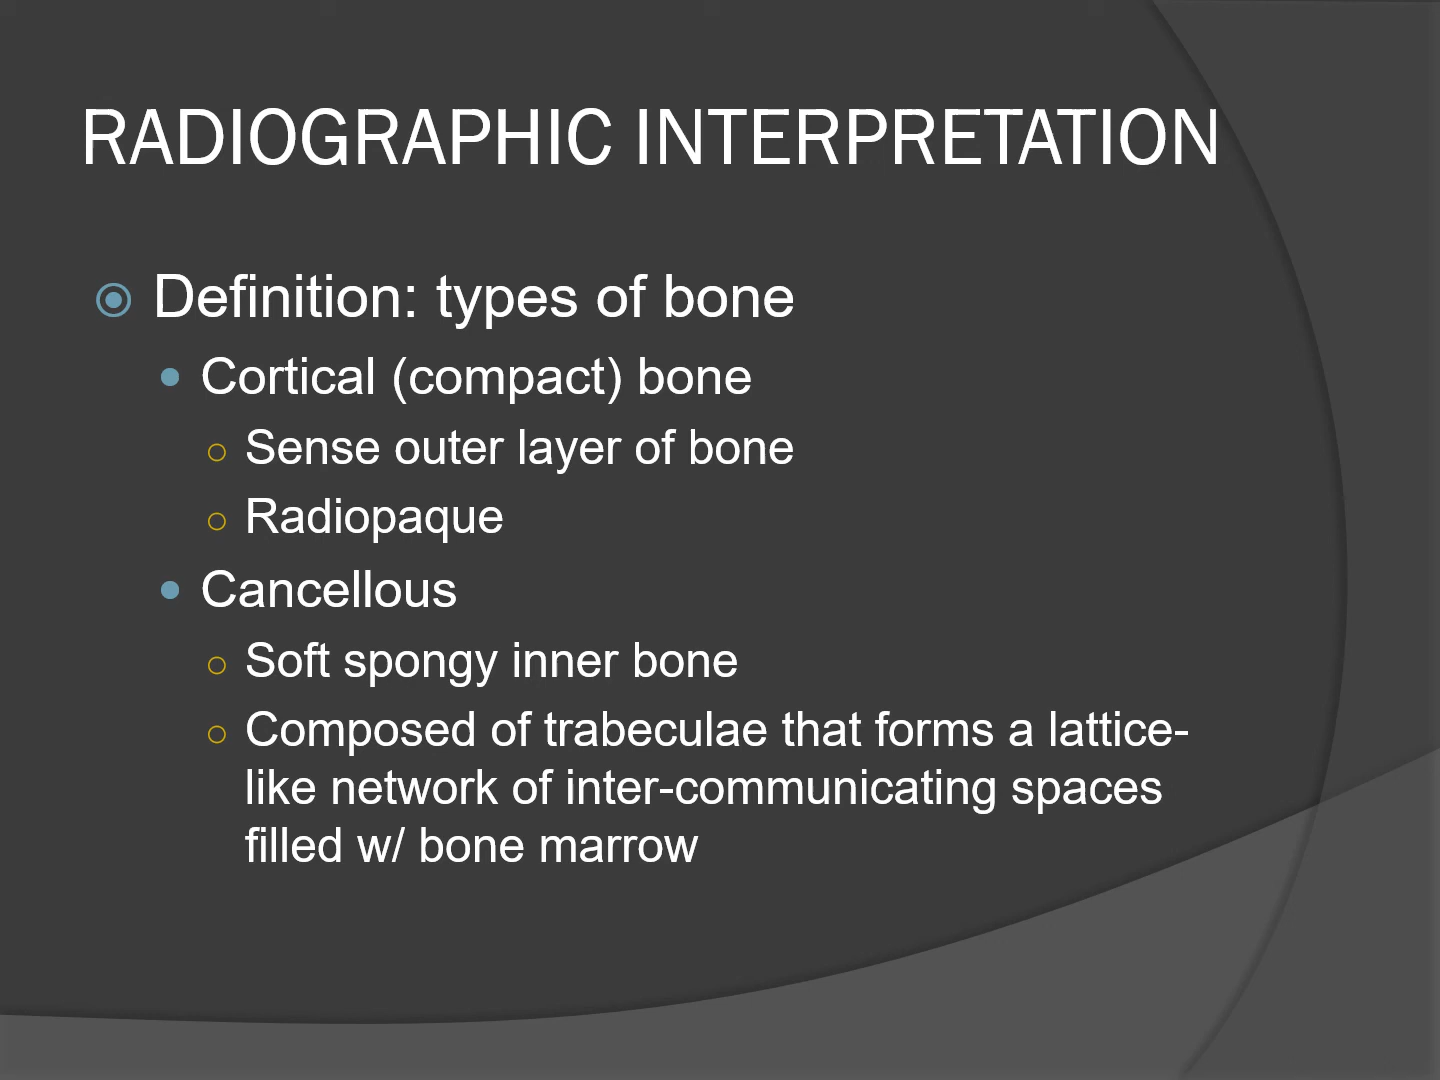 RADIOGRAPHIC INTERPRETATION
Definition: types of bone
Cortical (compact) bone
Sense outer layer of bone
Radiopaque
Cancellous
Soft spongy inner bone
Composed of trabeculae that forms a lattice-
like network of inter-communicating spaces
filled w/ bone marrow